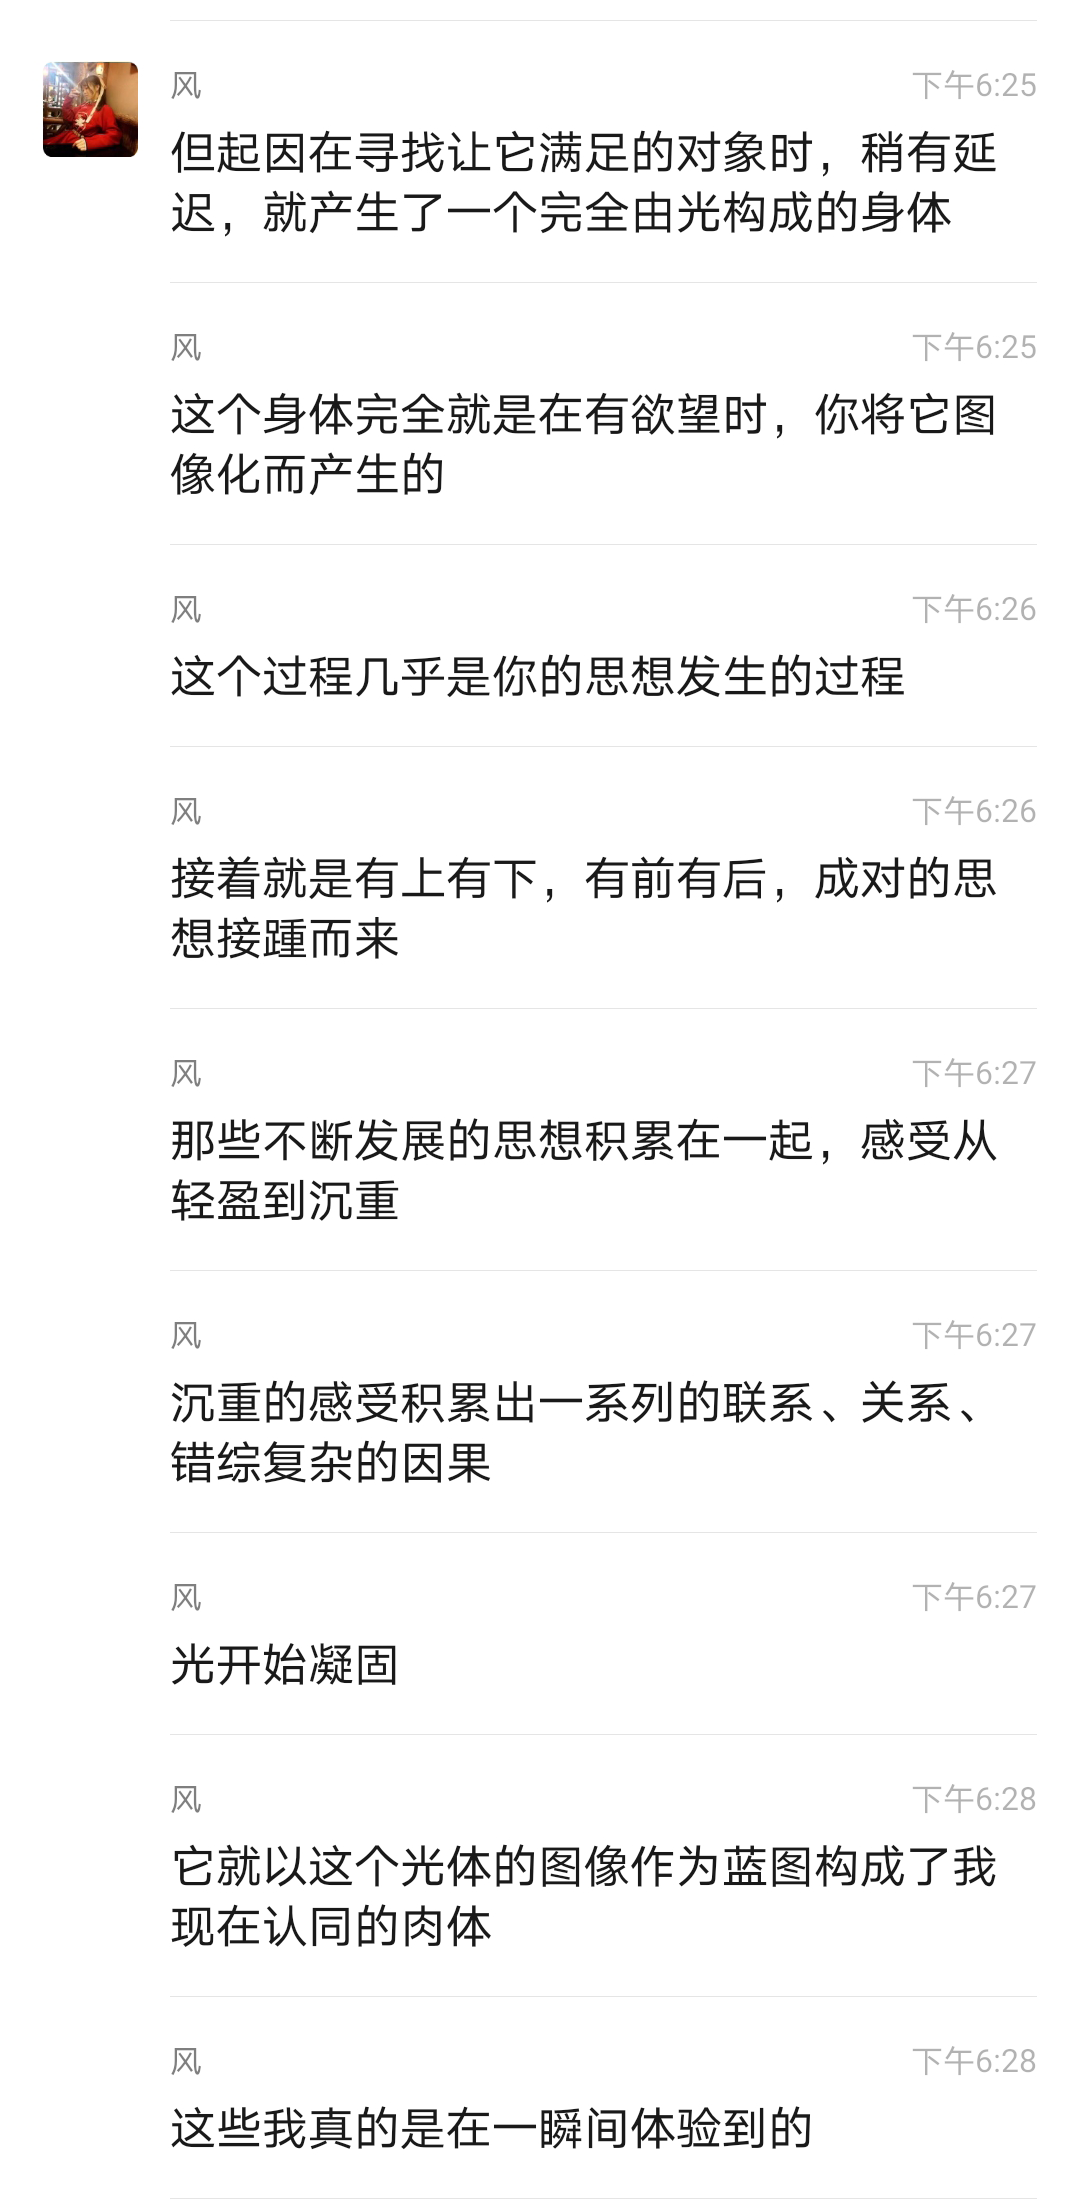 风 下午6:25
但起因在寻找让它满足的对象时，稍有延
迟，就产生了一个完全由光构成的身体
风 下午6:25
这个身体完全就是在有欲望时，你将它图
像化而产生的
风 下午6:26
这个过程几乎是你的思想发生的过程
风 下午6:26
接着就是有上有下，有前有后，成对的思
想接踵而来
风 下午6:27
那些不断发展的思想积累在一起，感受从
轻盈到沉重
风 下午6:27
沉重的感受积累出一系列的联系、关系、
错综复杂的因果
风 下午6:27
光开始凝固
风 下午6:28
它就以这个光体的图像作为蓝图构成了我
现在认同的肉体
风 下午6:28
这些我真的是在一瞬间体验到的